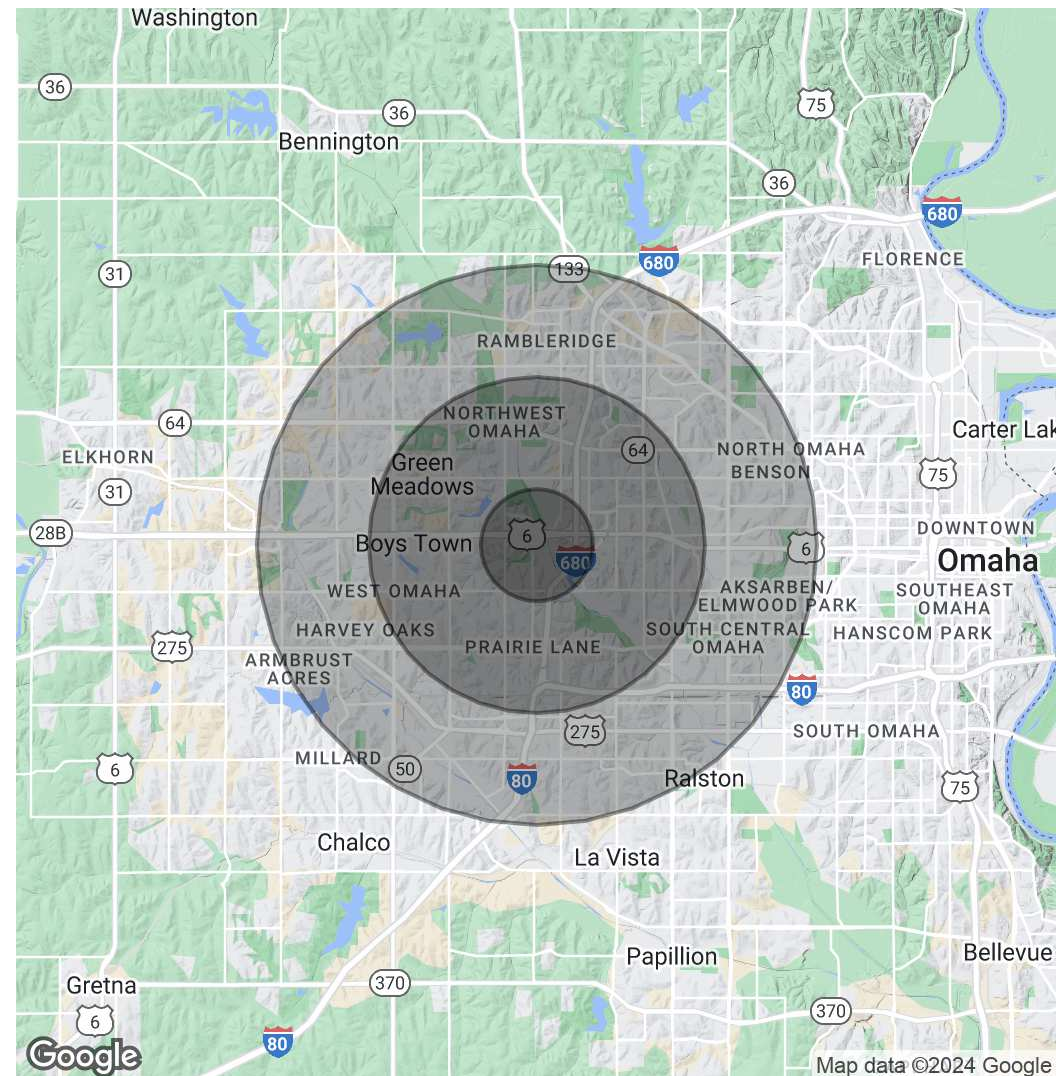 Washington
36
36
75
Bennington
36
680
FLORENCE
680
133
31
RAMBLERIDGE
NORTHWEST
OMAHA
64
64
Carter Lak
NORTH OMAHA
ELKHORN
Green
Meadows
BENSON
75
31
28B
6
DOWNTOWN
Boys Town
6
Omaha
680
WEST OMAHA
AKSARBEN/
ELMWOOD PARK
SOUTHEAST
OMAHA
HARVEY OAKS
SOUTH CENTRAL
OMAHA
HANSCOM PARK
275
PRAIRIE LANE
ARMBRUST
ACRES
80
275
SOUTH OMAHA
MILLARD
50
6
80
Ralston
75
Chalco
La Vista
Papillion
Bellevue
Gretna
370
6
370
80
Google
Map data ©2024 Google